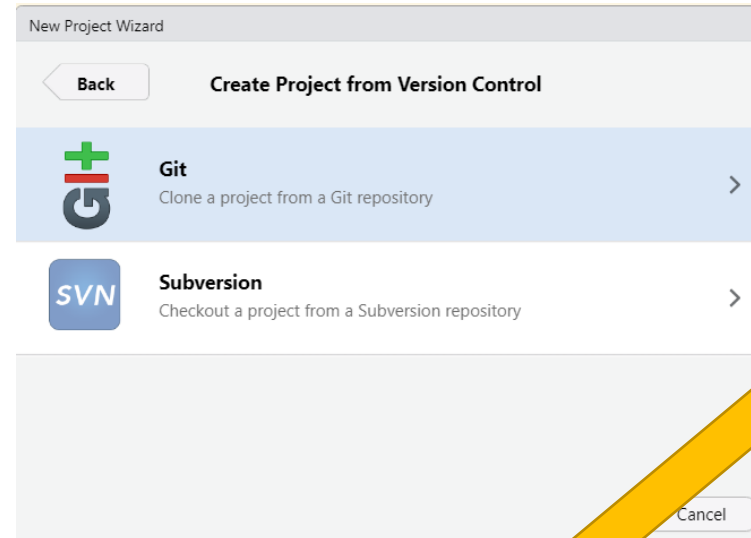 New Project Wizard
Back
Create Project from Version Control
Git
Git
Clone a project from a Git repository
SVN
Subversion
Checkout a project from a Subversion repository
Cancel